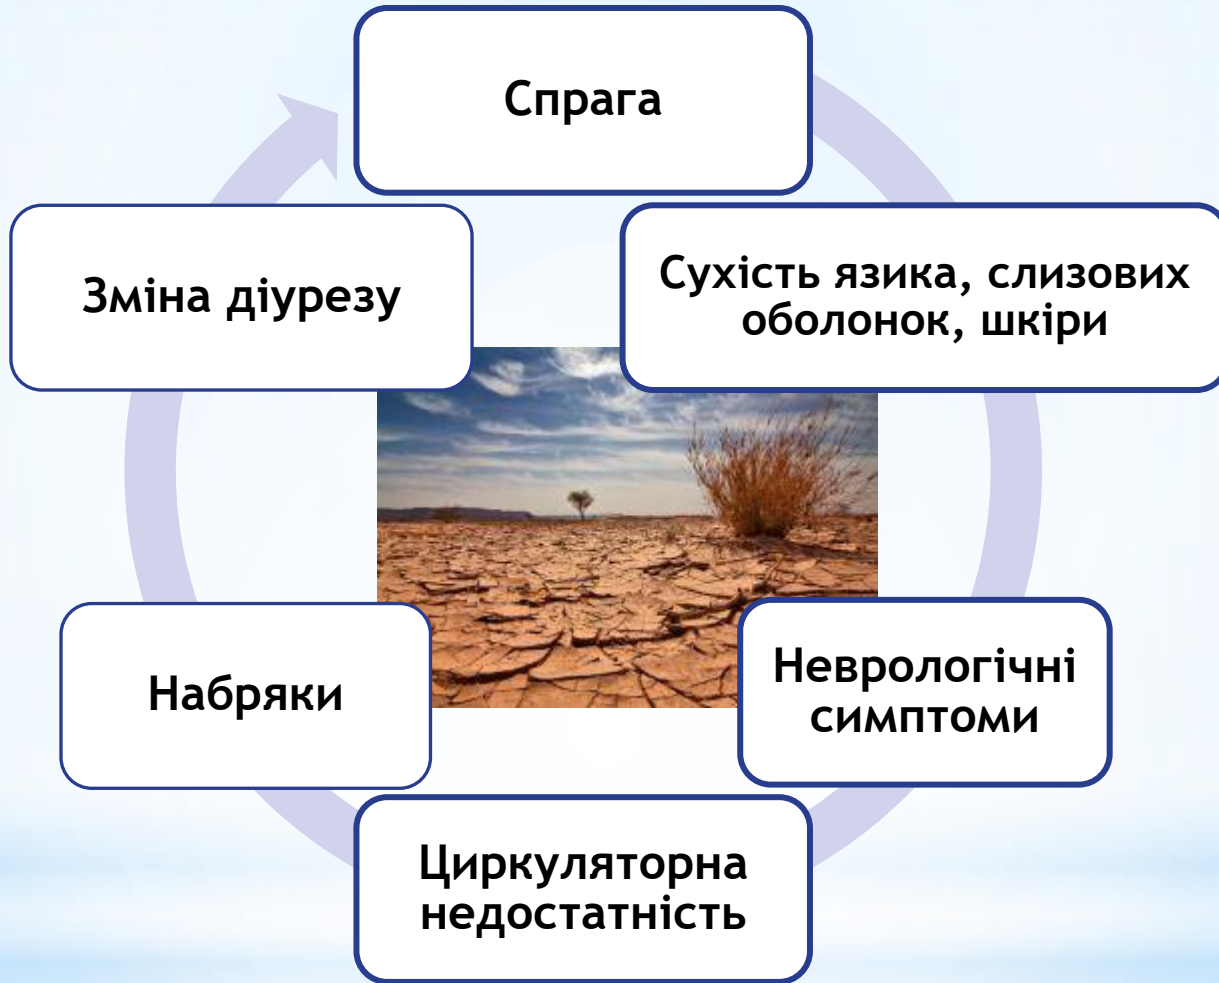 Спрага
Сухість язика, слизових
оболонок, шкіри
Неврологічні
симптоми
Циркуляторна
недостатність
Набряки
Зміна діурезу